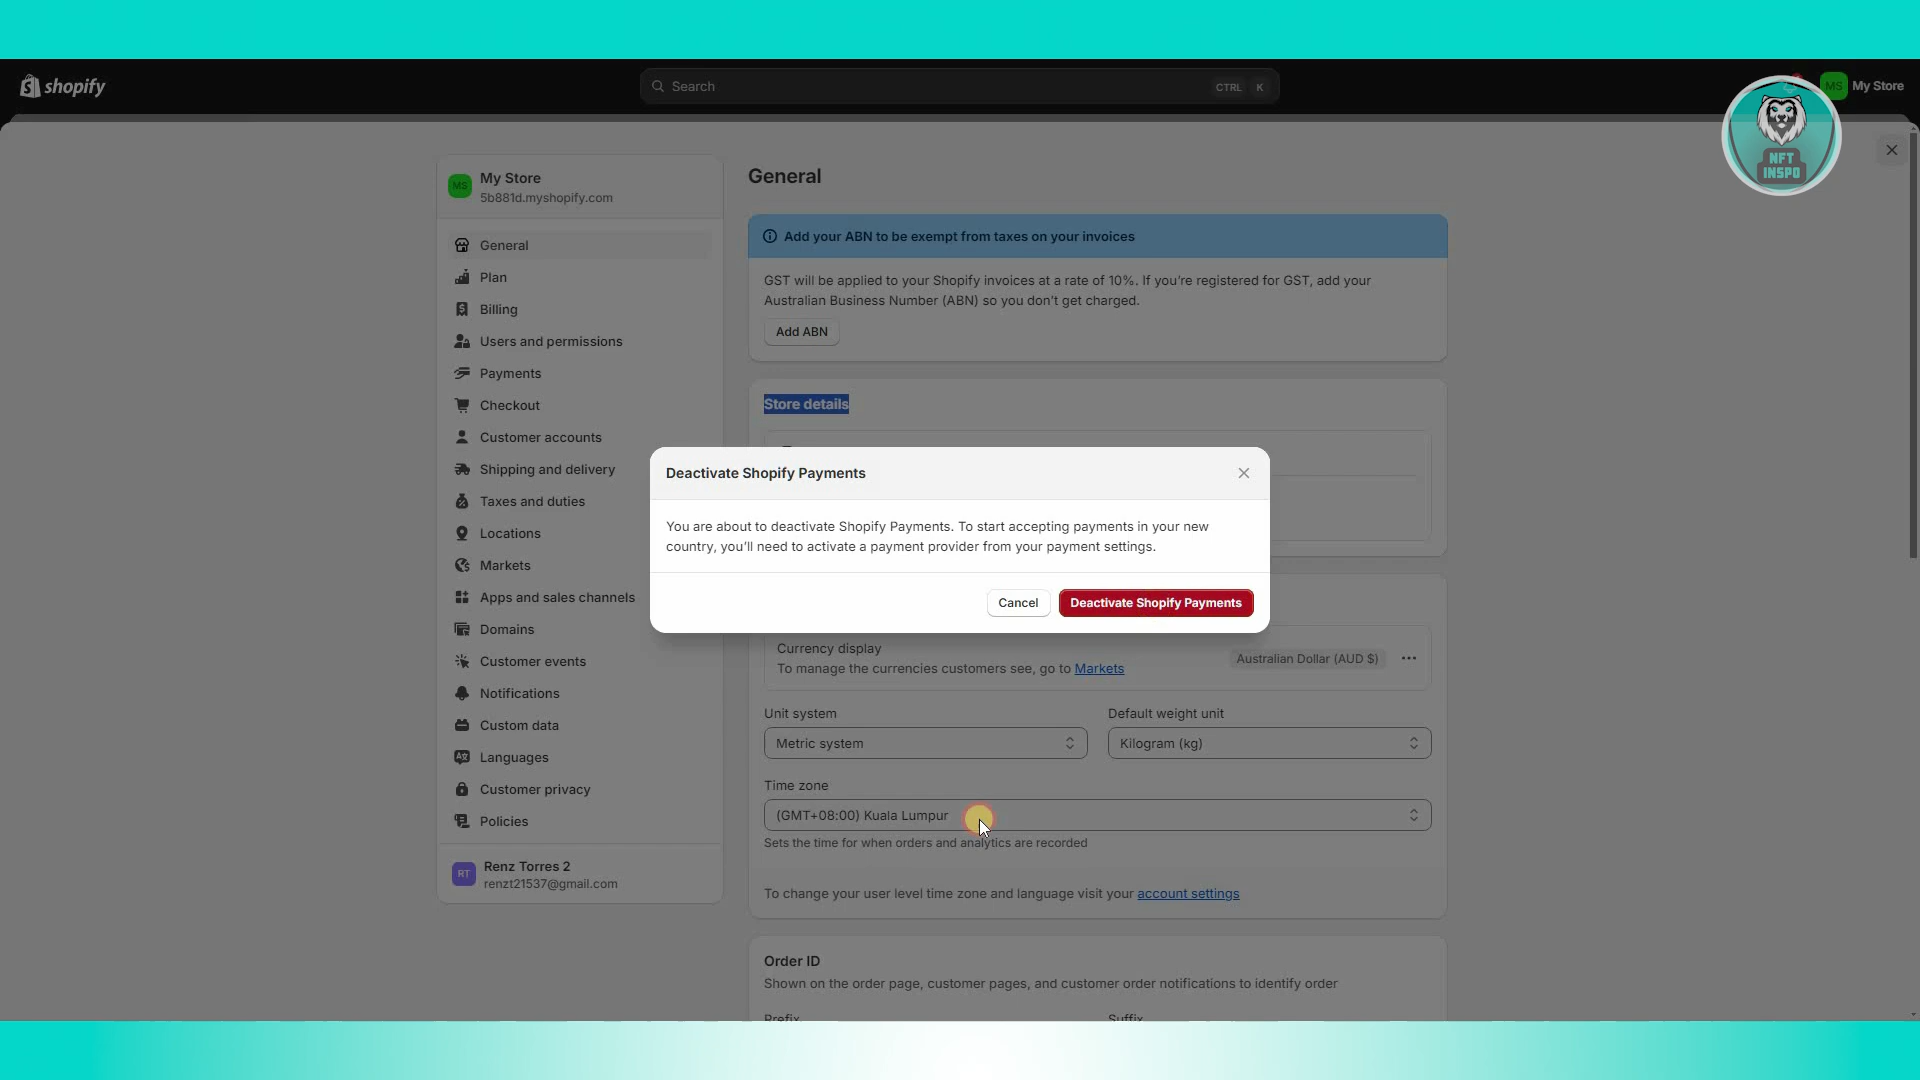 shopify
Search
CTRL K
MS
My Store
NFT
INSPO
MS
My Store
5b881d.myshopify.com
General
Plan
Billing
Users and permissions
Payments
Checkout
Customer accounts
Shipping and delivery
Taxes and duties
Locations
Markets
Apps and sales channels
Domains
Customer events
Notifications
Custom data
Languages
Customer privacy
Policies
RT
Renz Torres 2
renzt21537@gmail.com
General
Add your ABN to be exempt from taxes on your invoices
GST will be applied to your Shopify invoices at a rate of 10%. If you’re registered for GST, add your
Australian Business Number (ABN) so you don’t get charged.
Add ABN
Store details
Deactivate Shopify Payments
You are about to deactivate Shopify Payments. To start accepting payments in your new
country, you’ll need to activate a payment provider from your payment settings.
Cancel
Deactivate Shopify Payments
Currency display
To manage the currencies customers see, go to Markets
Australian Dollar (AUD $)
Unit system
Default weight unit
Metric system
Kilogram (kg)
Time zone
(GMT+08:00) Kuala Lumpur
Sets the time for when orders and analytics are recorded
To change your user level time zone and language visit your account settings
Order ID
Shown on the order page, customer pages, and customer order notifications to identify order
Prefix
Suffix